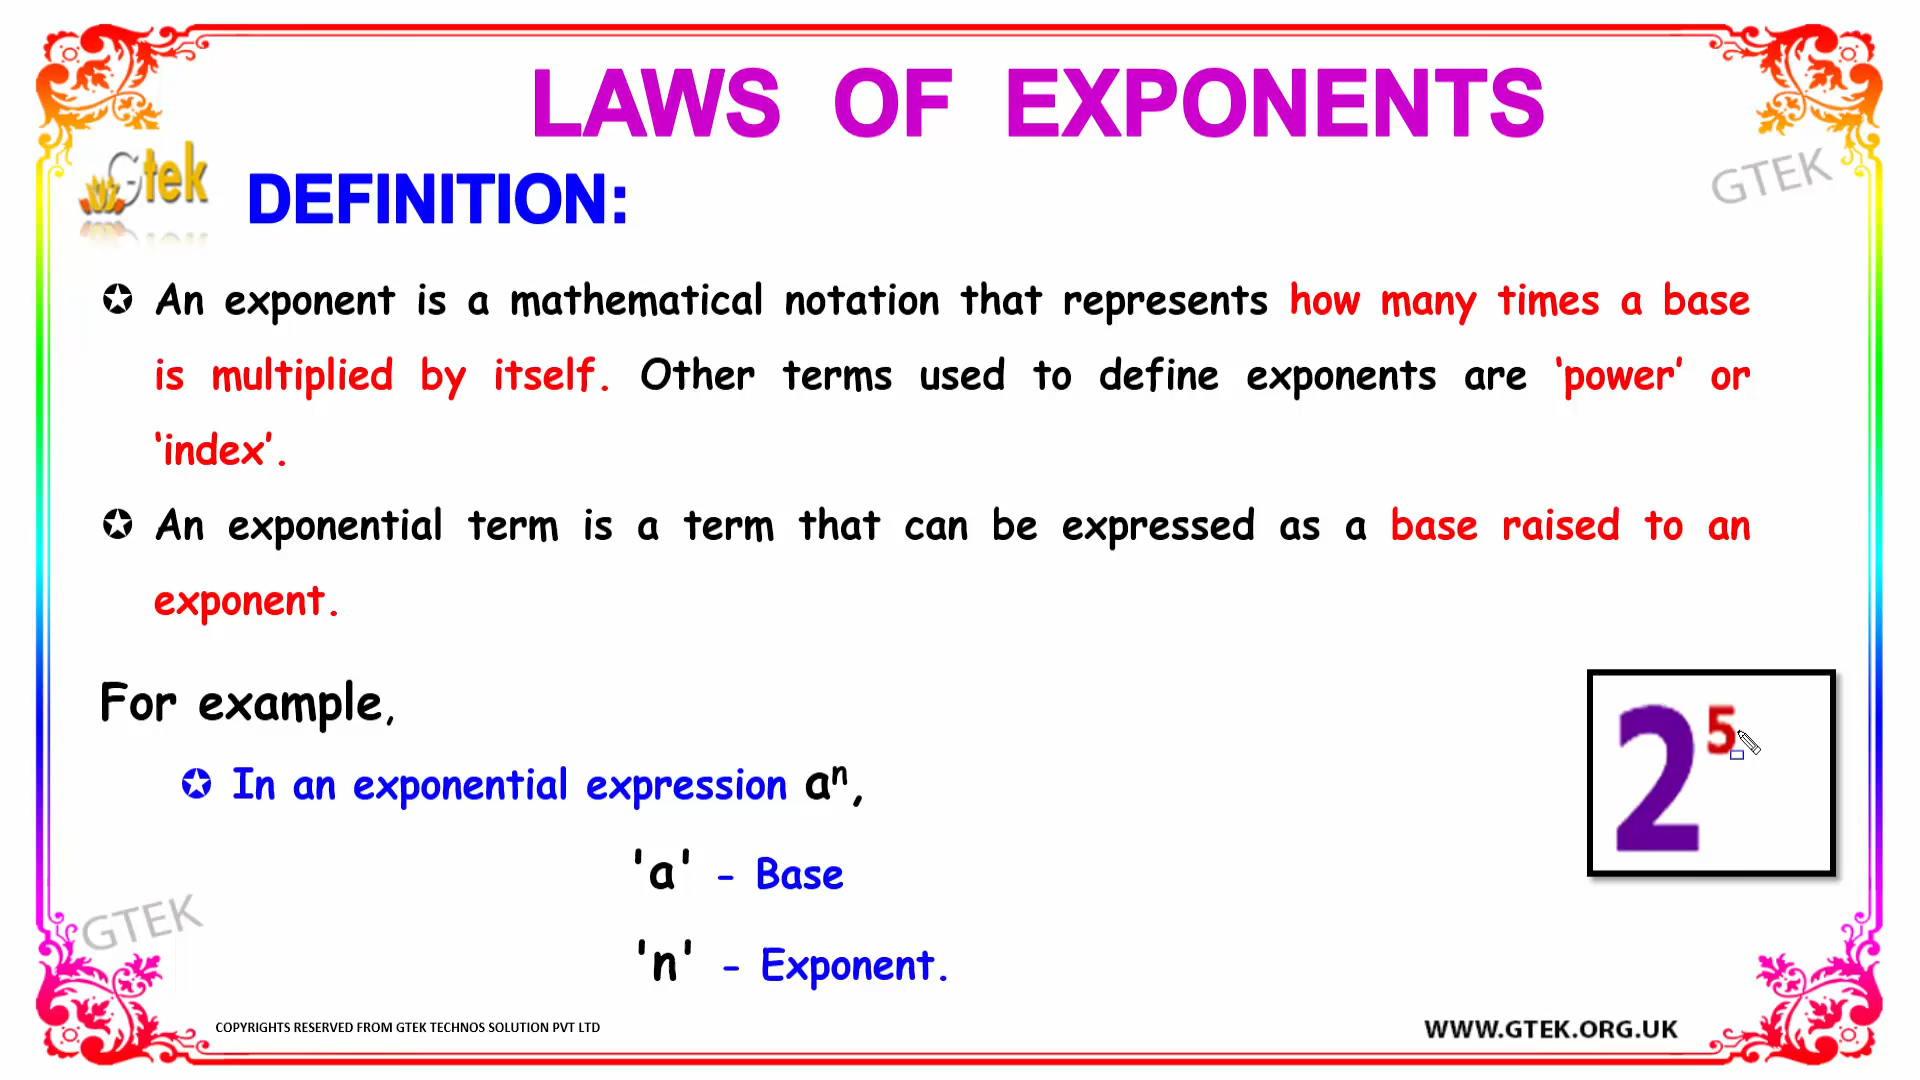 LAWS OF EXPONENTS
Gtek
GTEK
DEFINITION:
✪ An exponent is a mathematical notation that represents how many times a base
is multiplied by itself. Other terms used to define exponents are ‘power’ or
‘index’.
✪ An exponential term is a term that can be expressed as a base raised to an
exponent.
For example,
2⁵
✪ In an exponential expression aⁿ,
'a' - Base
'n' - Exponent.
GTEK
COPYRIGHTS RESERVED FROM GTEK TECHNOS SOLUTION PVT LTD
WWW.GTEK.ORG.UK